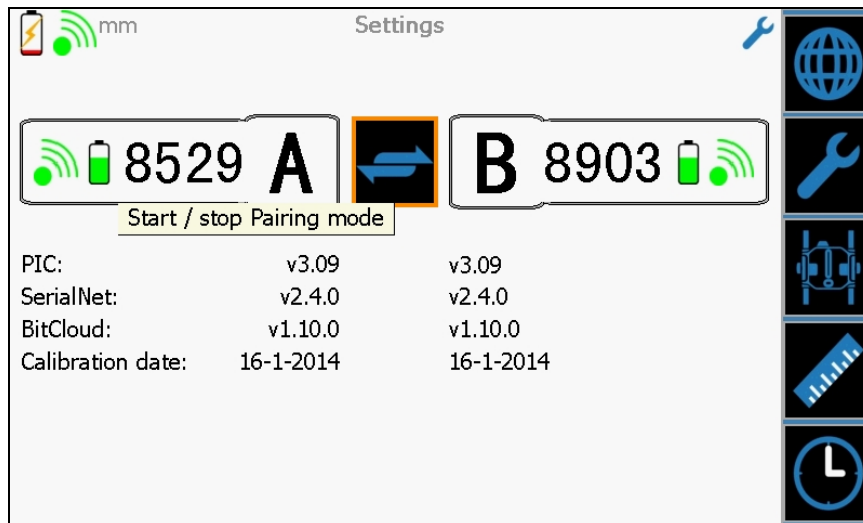 mm Settings
8529 A B 8903
Start / stop Pairing mode
PIC: v3.09 v3.09
SerialNet: v2.4.0 v2.4.0
BitCloud: v1.10.0 v1.10.0
Calibration date: 16-1-2014 16-1-2014